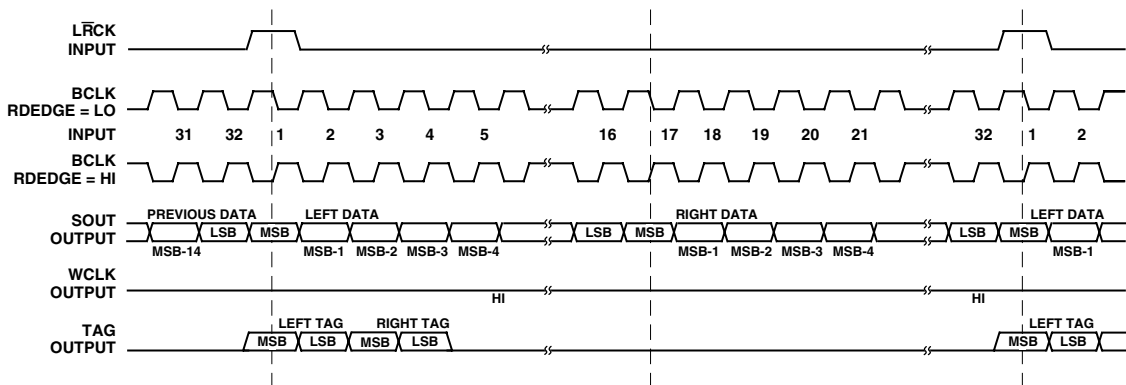 LR̅CK
INPUT
BCLK
RDEDGE = LO
INPUT
31 32 1 2 3 4 5 16 17 18 19 20 21 32 1 2
BCLK
RDEDGE = HI
SOUT
OUTPUT
PREVIOUS DATA LEFT DATA RIGHT DATA LEFT DATA
LSB MSB LSB MSB LSB MSB
MSB-14 MSB-1 MSB-2 MSB-3 MSB-4 MSB-1 MSB-2 MSB-3 MSB-4 MSB-1
WCLK
OUTPUT
HI HI
TAG
OUTPUT
LEFT TAG RIGHT TAG LEFT TAG
MSB LSB MSB LSB MSB LSB